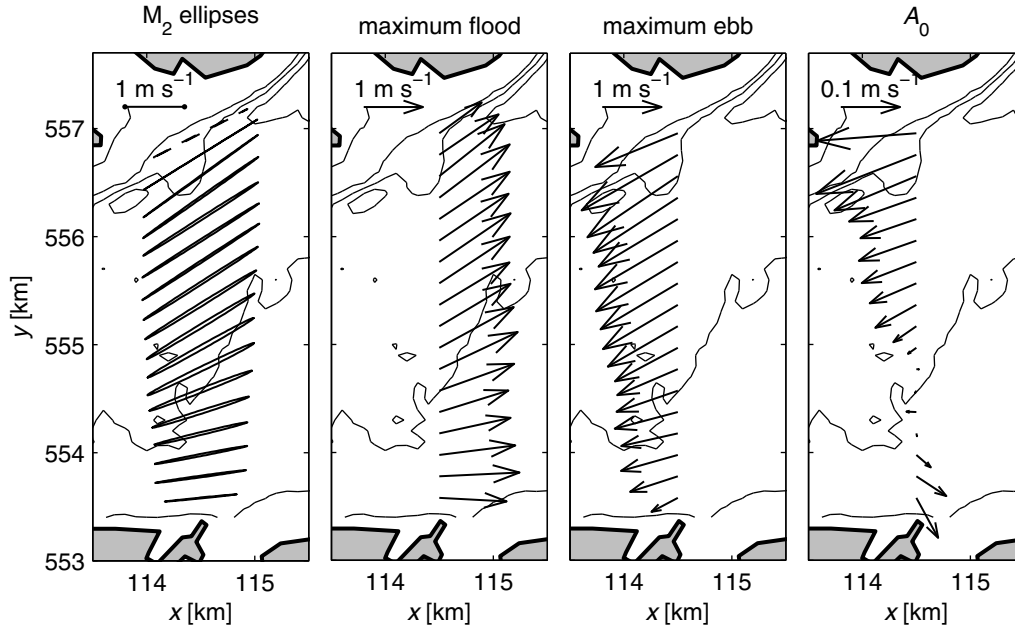 M₂ ellipses
maximum flood
maximum ebb
A₀
1 m s⁻¹
1 m s⁻¹
1 m s⁻¹
0.1 m s⁻¹
557
556
555
554
553
y [km]
114 115
114 115
114 115
114 115
x [km]
x [km]
x [km]
x [km]